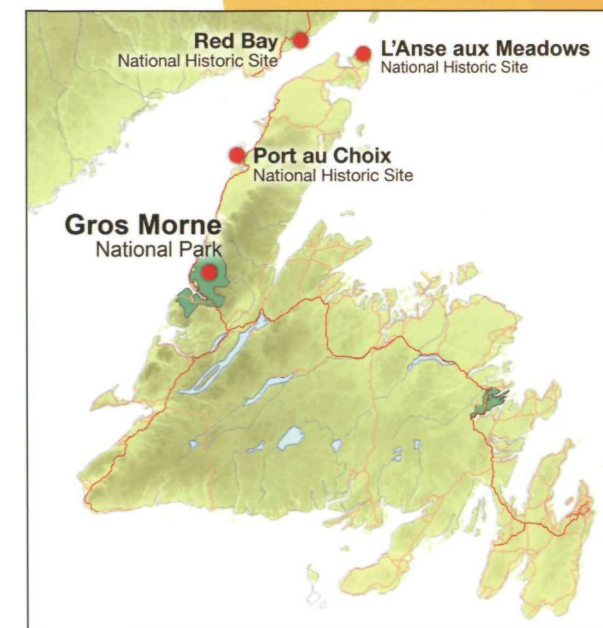 Red Bay
National Historic Site
L'Anse aux Meadows
National Historic Site
Port au Choix
National Historic Site
Gros Morne
National Park